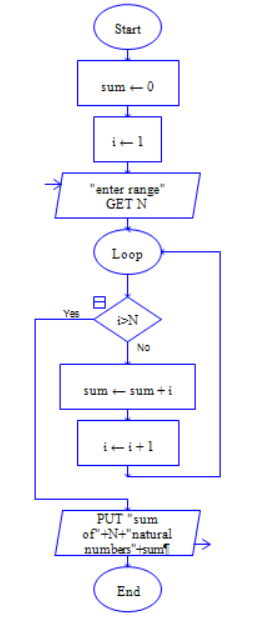 Start
sum ← 0
i ← 1
"enter range"
GET N
Loop
i>N
Yes
No
sum ← sum + i
i ← i + 1
PUT "sum
of"+N+"natural
numbers"+sum¶
End